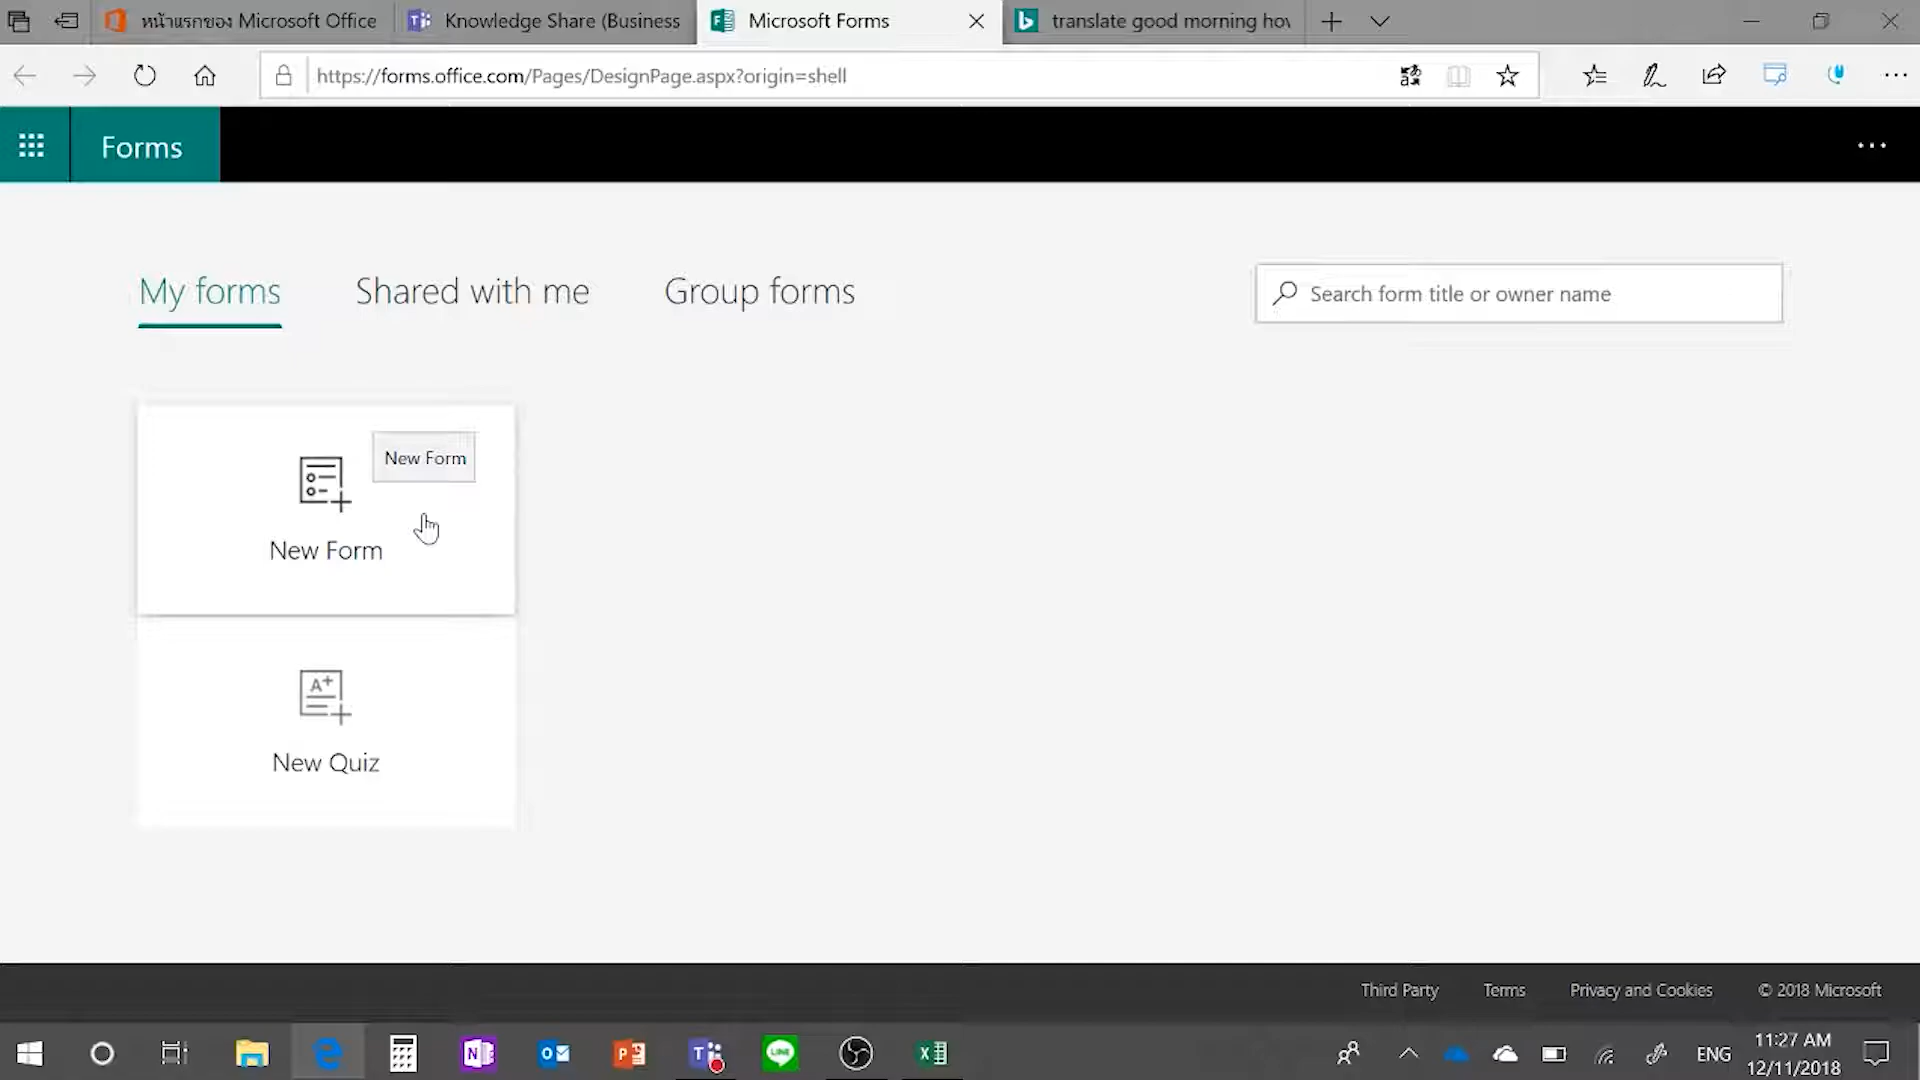 หน้าแรกของ Microsoft Office
Knowledge Share (Business
Microsoft Forms
translate good morning hov
https://forms.office.com/Pages/DesignPage.aspx?origin=shell
Forms
My forms
Shared with me
Group forms
Search form title or owner name
New Form
New Form
A+
New Quiz
Third Party
Terms
Privacy and Cookies
© 2018 Microsoft
LINE
ENG
11:27 AM
12/11/2018